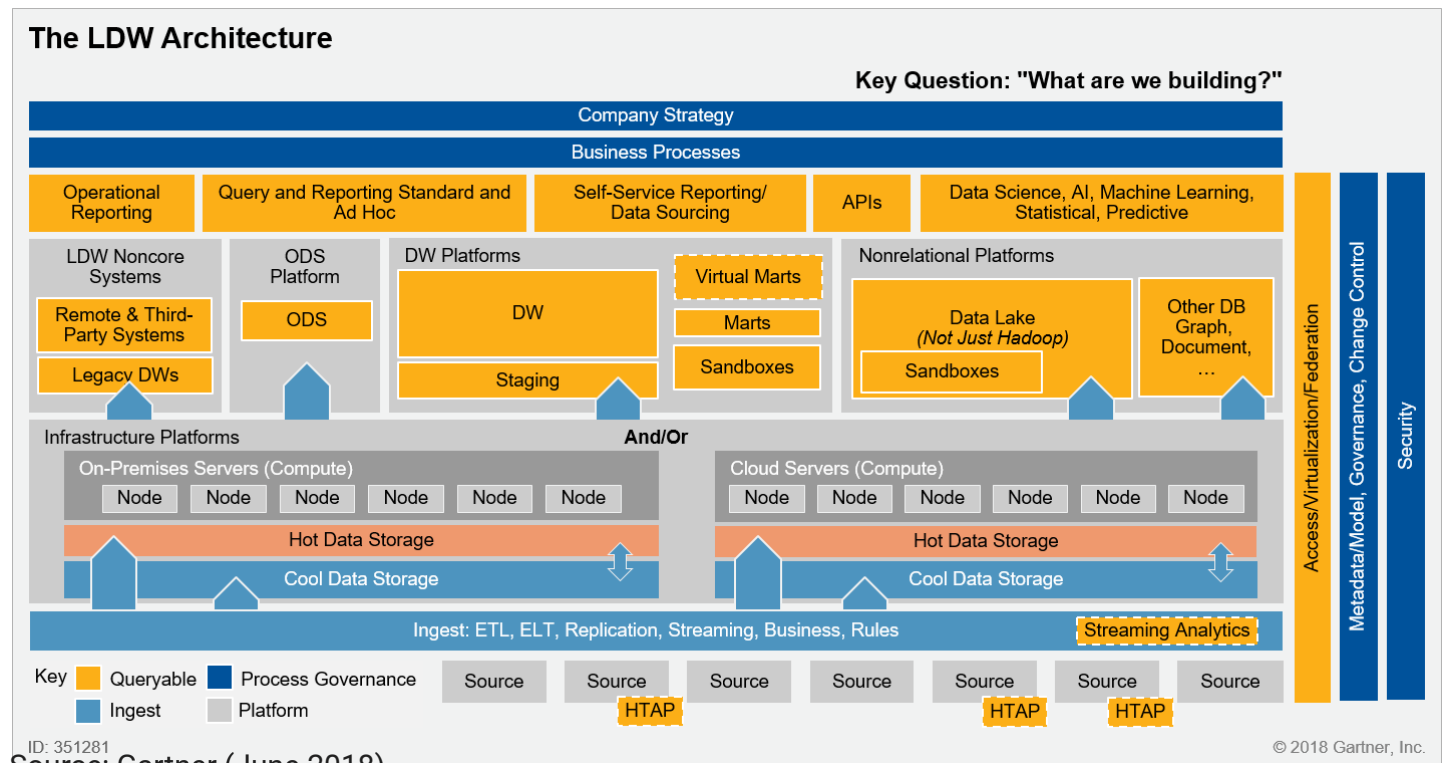 The LDW Architecture
Key Question: "What are we building?"
Company Strategy
Business Processes
Operational
Reporting
Query and Reporting Standard and
Ad Hoc
Self-Service Reporting/
Data Sourcing
APIs
Data Science, AI, Machine Learning,
Statistical, Predictive
LDW Noncore
Systems
Remote & Third-
Party Systems
Legacy DWs
ODS
Platform
ODS
DW Platforms
DW
Staging
Virtual Marts
Marts
Sandboxes
Nonrelational Platforms
Data Lake
(Not Just Hadoop)
Sandboxes
Other DB
Graph,
Document,
…
Infrastructure Platforms
And/Or
On-Premises Servers (Compute)
Node Node Node Node Node Node
Hot Data Storage
Cool Data Storage
Cloud Servers (Compute)
Node Node Node Node Node Node
Hot Data Storage
Cool Data Storage
Ingest: ETL, ELT, Replication, Streaming, Business, Rules
Streaming Analytics
Access/Virtualization/Federation
Metadata/Model, Governance, Change Control
Security
Key
Queryable
Process Governance
Ingest
Platform
Source Source Source Source Source Source Source
HTAP HTAP HTAP
ID: 351281
© 2018 Gartner, Inc.
Source: Gartner (June 2018)